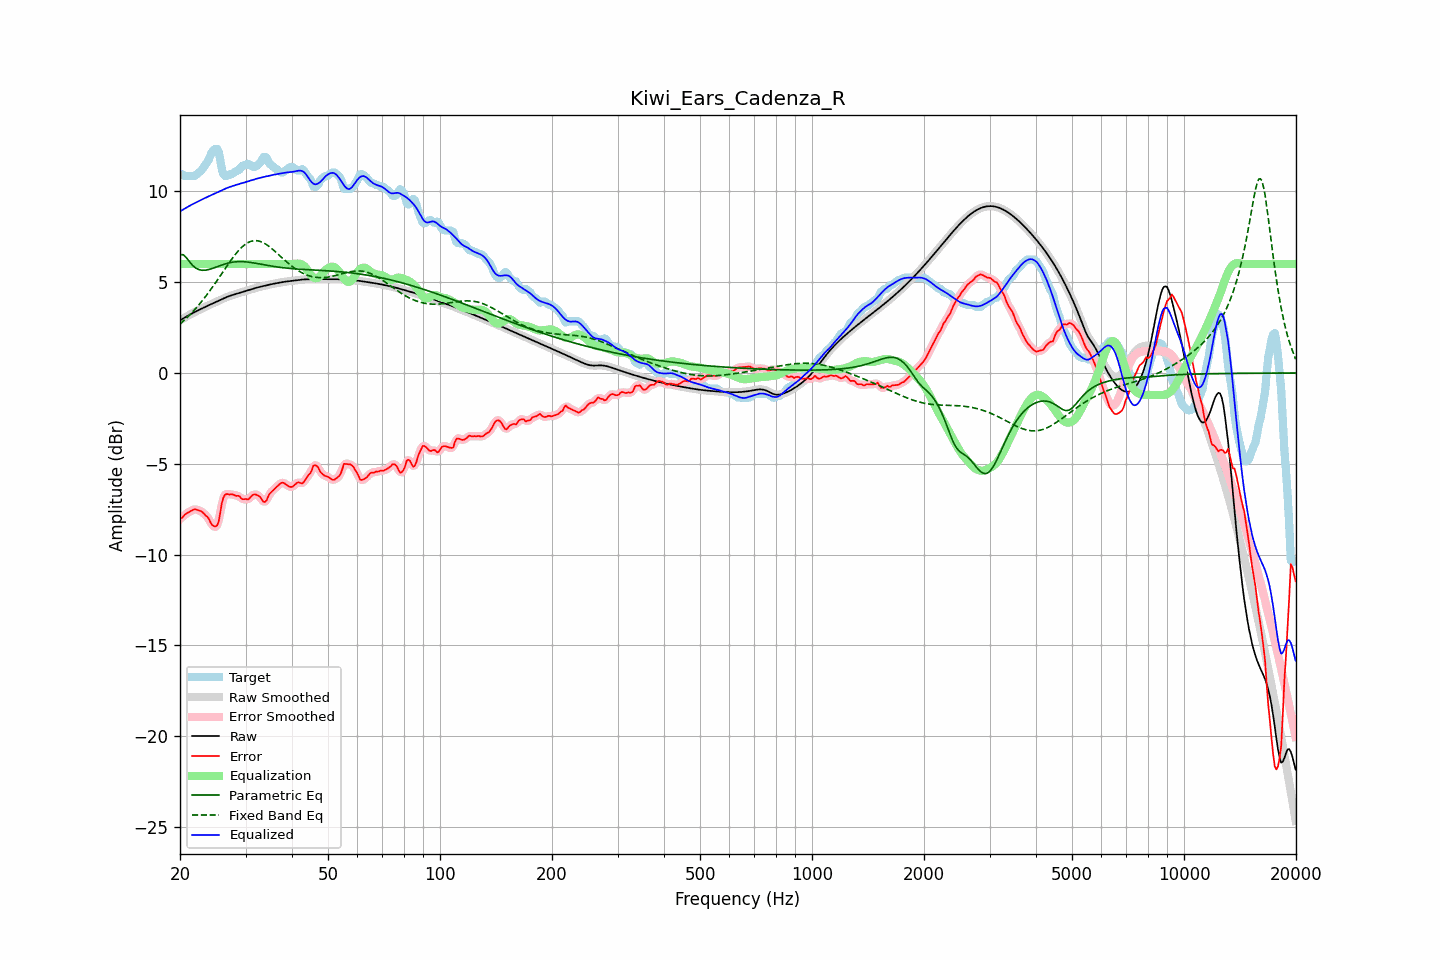 Kiwi_Ears_Cadenza_R
Amplitude (dBr)
10
5
0
−5
−10
−15
−20
−25
Target
Raw Smoothed
Error Smoothed
Raw
Error
Equalization
Parametric Eq
Fixed Band Eq
Equalized
20 50 100 200 500 1000 2000 5000 10000 20000
Frequency (Hz)